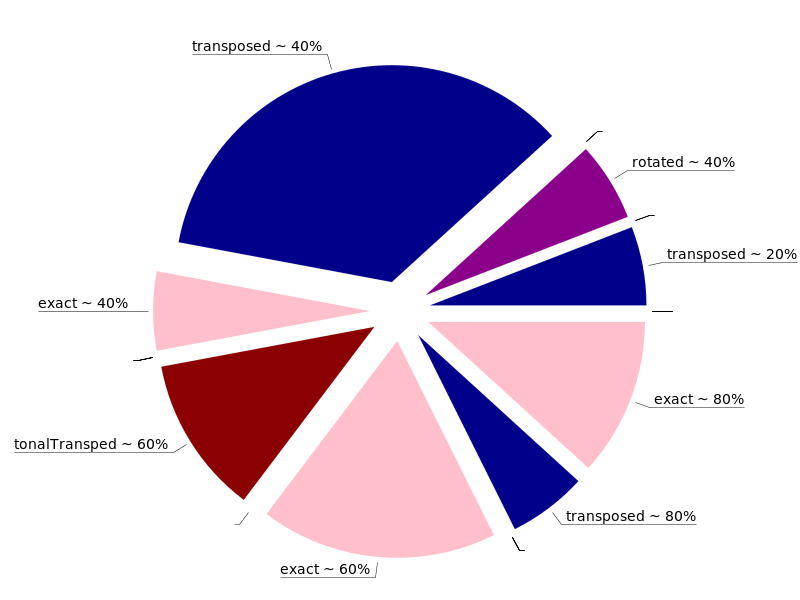 transposed ~ 40%
rotated ~ 40%
transposed ~ 20%
exact ~ 40%
exact ~ 80%
tonalTransped ~ 60%
transposed ~ 80%
exact ~ 60%